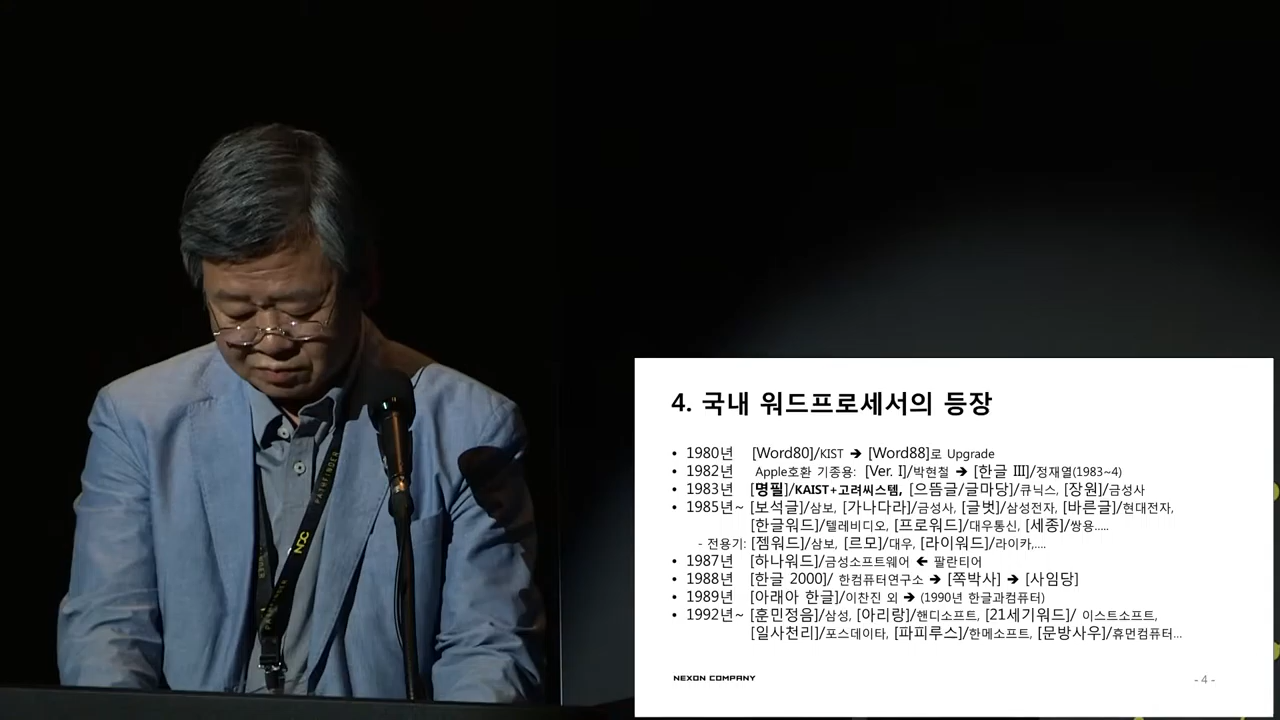 4. 국내 워드프로세서의 등장
• 1980년 [Word80]/KIST ➔ [Word88]로 Upgrade
• 1982년 Apple호환 기종용: [Ver. I]/박현철 ➔ [한글 III]/정재열(1983~4)
• 1983년 [명필]/KAIST+고려씨스템, [으뜸글/글마당]/큐닉스, [장원]/금성사
• 1985년~ [보석글]/삼보, [가나다라]/금성사, [글벗]/삼성전자, [바른글]/현대전자,
[한글워드]/텔레비디오, [프로워드]/대우통신, [세종]/쌍용.....
- 전용기: [젬워드]/삼보, [르모]/대우, [라이워드]/라이카,....
• 1987년 [하나워드]/금성소프트웨어 🡰 팔란티어
• 1988년 [한글 2000]/ 한컴퓨터연구소 ➔ [쪽박사] ➔ [사임당]
• 1989년 [아래아 한글]/이찬진 외 ➔ (1990년 한글과컴퓨터)
• 1992년~ [훈민정음]/삼성, [아리랑]/핸디소프트, [21세기워드]/ 이스트소프트,
[일사천리]/포스데이타, [파피루스]/한메소프트, [문방사우]/휴먼컴퓨터...
NEXON COMPANY
- 4 -
PATHFINDER
NDC